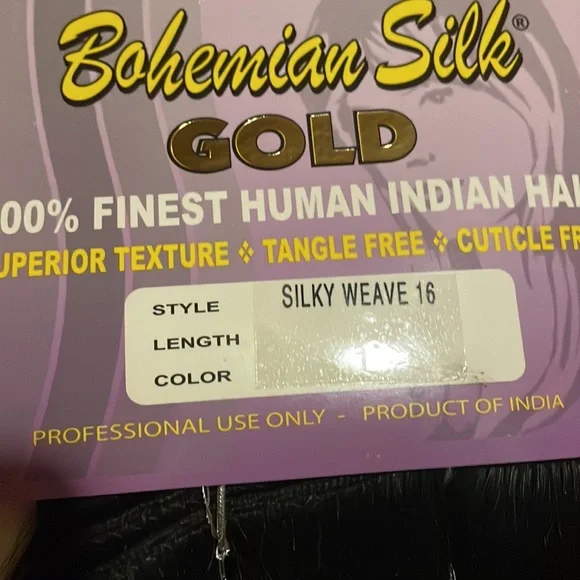 Bohemian Silk®
GOLD
00% FINEST HUMAN INDIAN HAI
UPERIOR TEXTURE ❖ TANGLE FREE ❖ CUTICLE FR
STYLE SILKY WEAVE 16
LENGTH
COLOR
PROFESSIONAL USE ONLY - PRODUCT OF INDIA